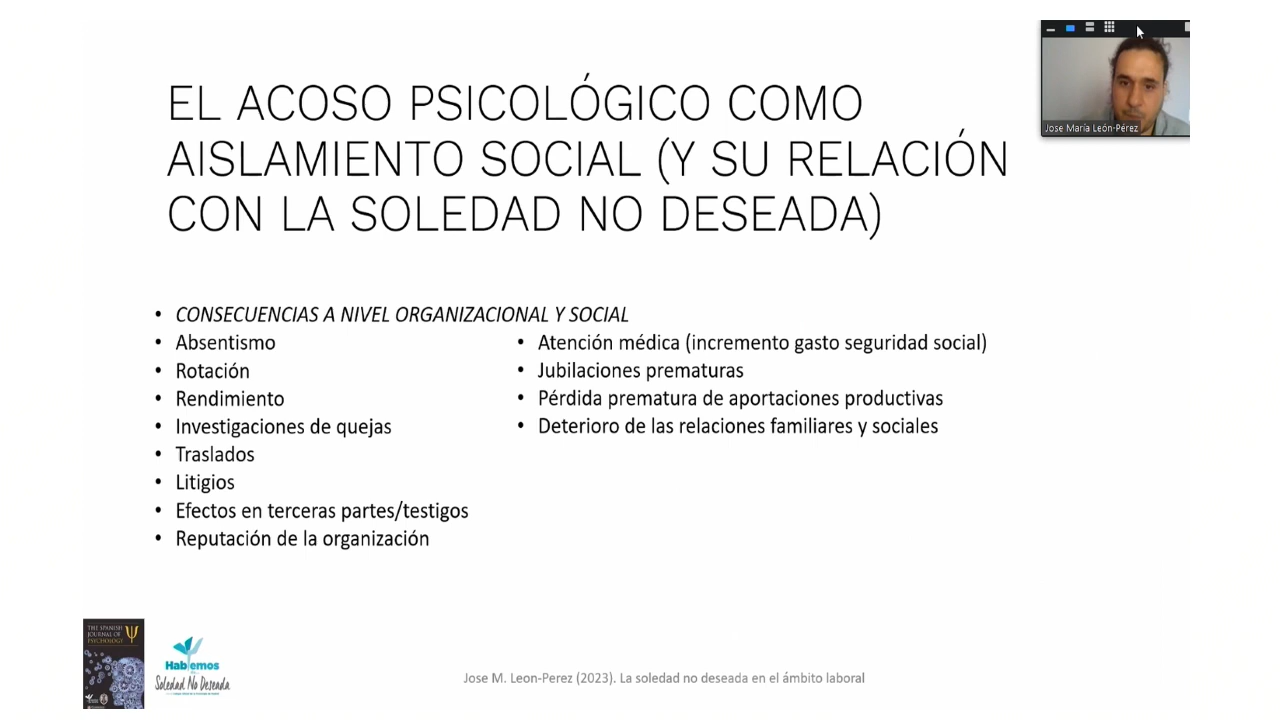 Jose María León-Pérez
EL ACOSO PSICOLÓGICO COMO
AISLAMIENTO SOCIAL (Y SU RELACIÓN
CON LA SOLEDAD NO DESEADA)
• CONSECUENCIAS A NIVEL ORGANIZACIONAL Y SOCIAL
• Absentismo
• Rotación
• Rendimiento
• Investigaciones de quejas
• Traslados
• Litigios
• Efectos en terceras partes/testigos
• Reputación de la organización
• Atención médica (incremento gasto seguridad social)
• Jubilaciones prematuras
• Pérdida prematura de aportaciones productivas
• Deterioro de las relaciones familiares y sociales
THE SPANISH
JOURNAL OF
PSYCHOLOGY
Ψ
Hablemos
Soledad No Deseada
Jose M. Leon-Perez (2023). La soledad no deseada en el ámbito laboral